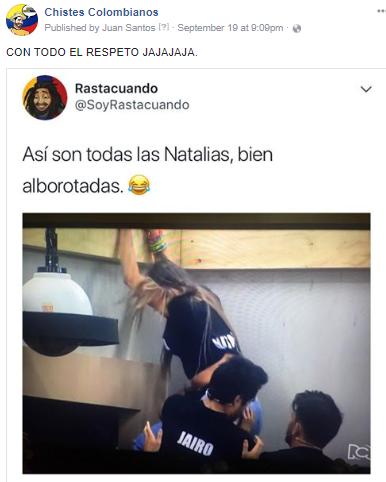 Chistes Colombianos
Published by Juan Santos [?] · September 19 at 9:09pm ·
CON TODO EL RESPETO JAJAJAJA.
Rastacuando
@SoyRastacuando
Así son todas las Natalias, bien
alborotadas. 😂
JAIRO
RC